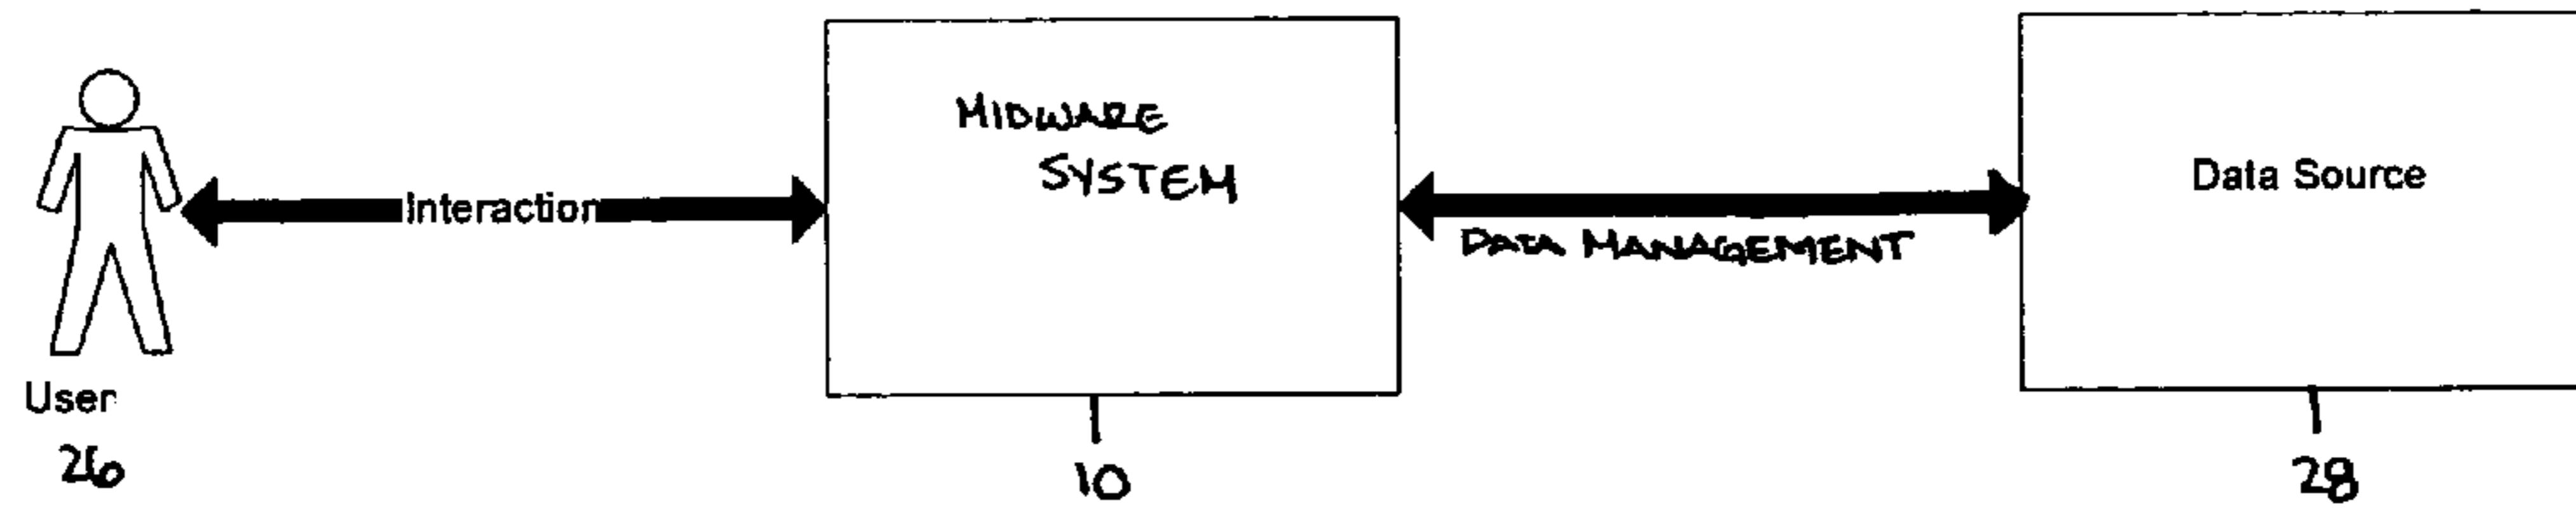 MIDWARE
SYSTEM
Data Source
Interaction
DATA MANAGEMENT
User
26
10
28